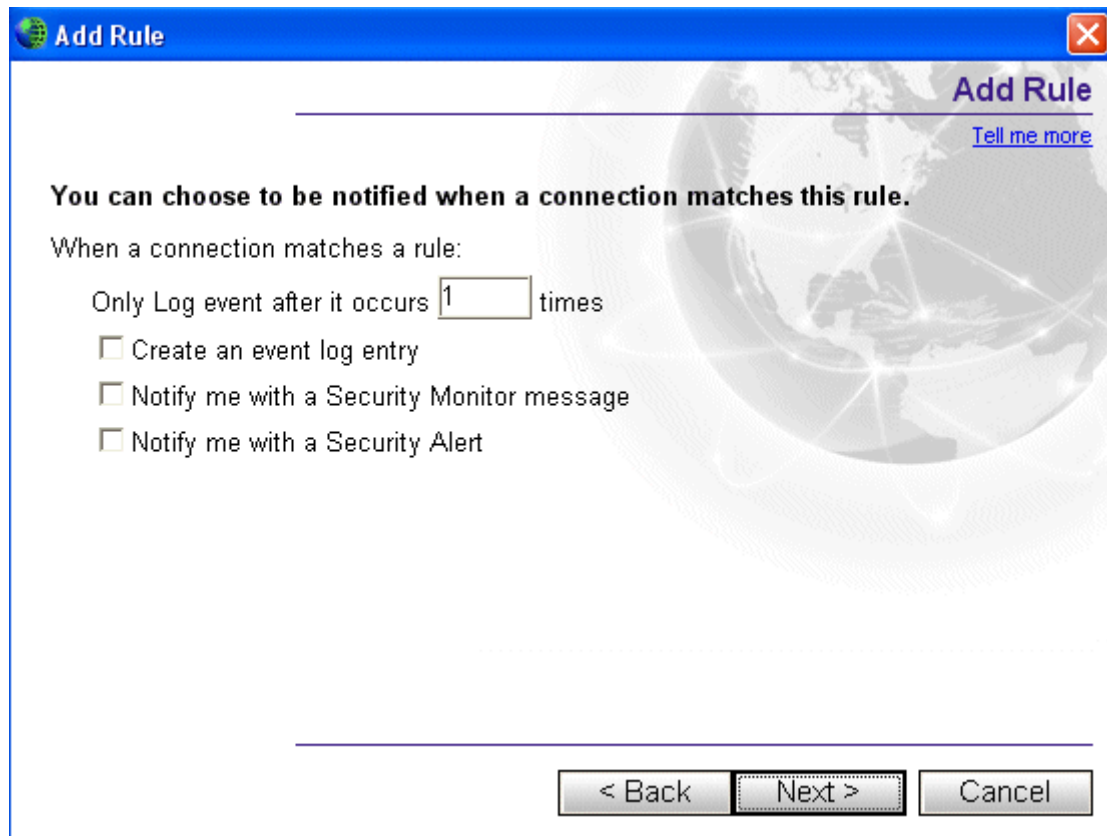 Add Rule
Add Rule
Tell me more
You can choose to be notified when a connection matches this rule.
When a connection matches a rule:
Only Log event after it occurs 1 times
Create an event log entry
Notify me with a Security Monitor message
Notify me with a Security Alert
< Back Next > Cancel